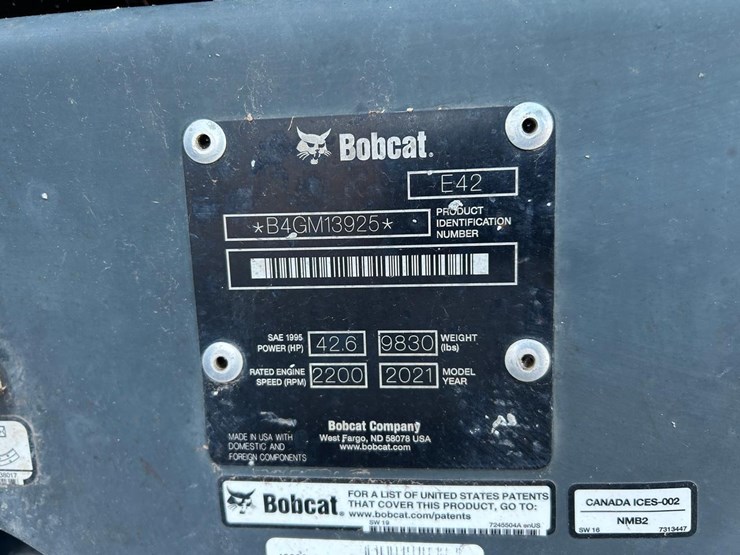 Bobcat.
E42
*B4GM13925*
PRODUCT
IDENTIFICATION
NUMBER
SAE 1995
POWER (HP)
42.6
9830
WEIGHT
(lbs)
RATED ENGINE
SPEED (RPM)
2200
2021
MODEL
YEAR
Bobcat Company
West Fargo, ND 58078 USA
www.bobcat.com
MADE IN USA WITH
DOMESTIC AND
FOREIGN COMPONENTS
Bobcat
FOR A LIST OF UNITED STATES PATENTS
THAT COVER THIS PRODUCT, GO TO:
www.bobcat.com/patents
SW 19
7245504A enUS
CANADA ICES-002
NMB2
SW 16
7313447